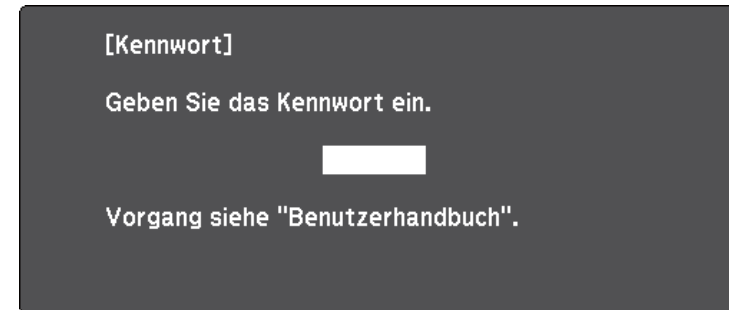 [Kennwort]
Geben Sie das Kennwort ein.
Vorgang siehe "Benutzerhandbuch".